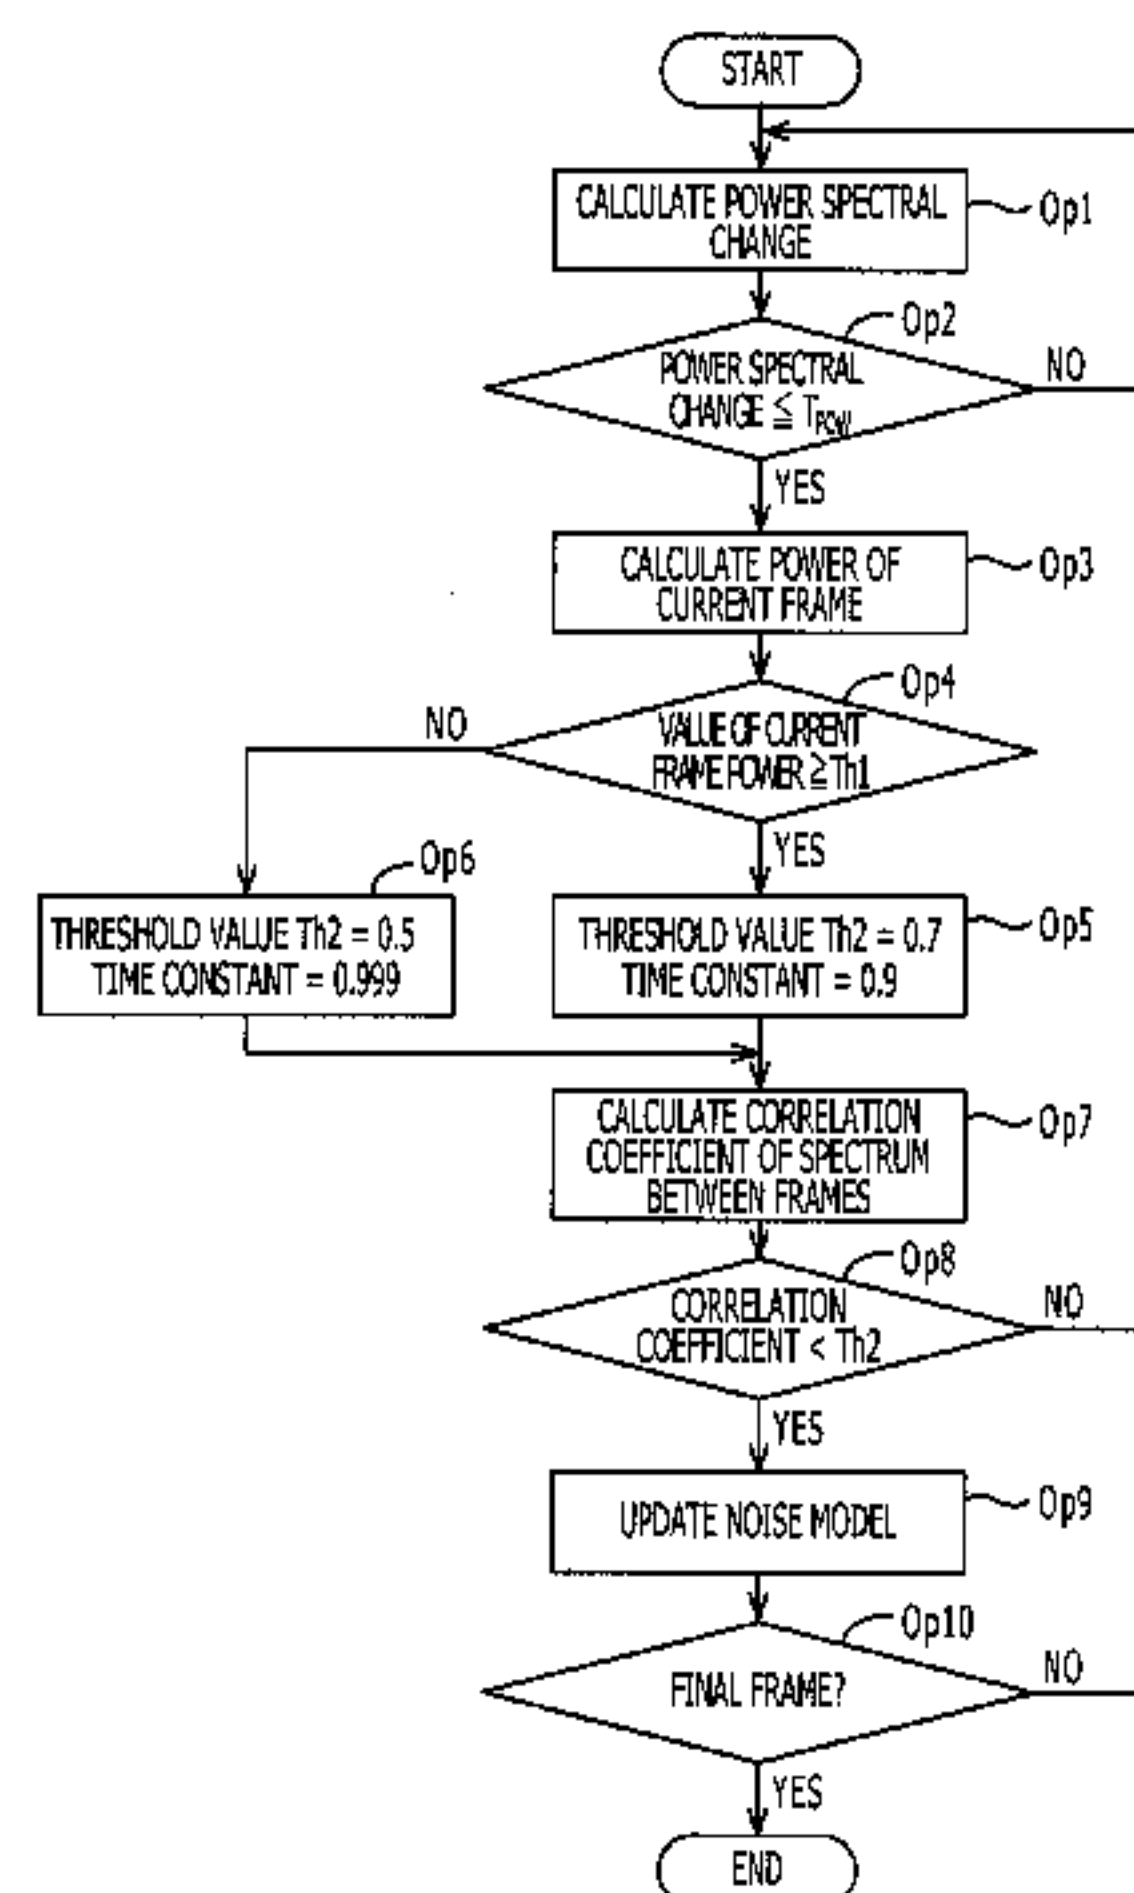 START
CALCULATE POWER SPECTRAL
CHANGE
Op1
Op2
POWER SPECTRAL
CHANGE ≦ TPOW
NO
YES
CALCULATE POWER OF
CURRENT FRAME
Op3
Op4
NO
VALUE OF CURRENT
FRAME POWER ≧ Th1
YES
Op6
THRESHOLD VALUE Th2 = 0.5
TIME CONSTANT = 0.999
THRESHOLD VALUE Th2 = 0.7
TIME CONSTANT = 0.9
Op5
CALCULATE CORRELATION
COEFFICIENT OF SPECTRUM
BETWEEN FRAMES
Op7
Op8
CORRELATION
COEFFICIENT < Th2
NO
YES
UPDATE NOISE MODEL
Op9
Op10
FINAL FRAME?
NO
YES
END